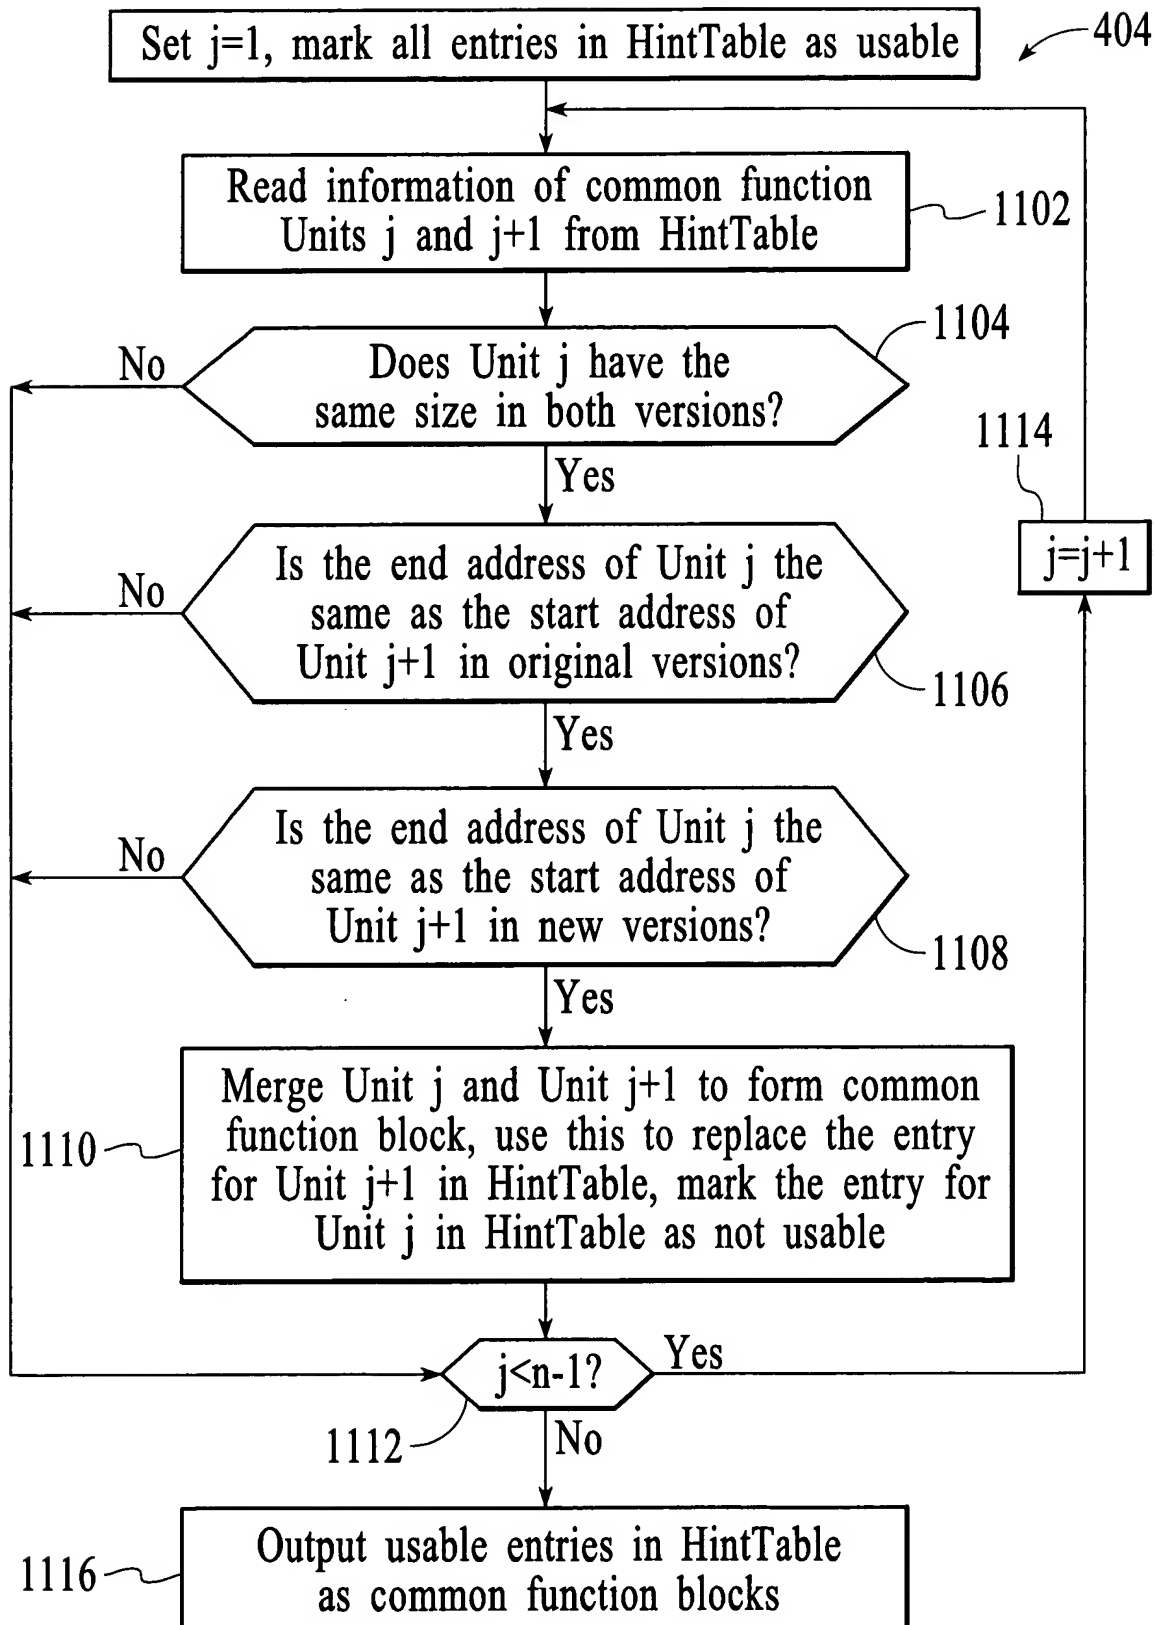 Set j=1, mark all entries in HintTable as usable
404
Read information of common function
Units j and j+1 from HintTable
1102
1104
No
Does Unit j have the
same size in both versions?
1114
Yes
j=j+1
No
Is the end address of Unit j the
same as the start address of
Unit j+1 in original versions?
1106
Yes
No
Is the end address of Unit j the
same as the start address of
Unit j+1 in new versions?
1108
Yes
1110
Merge Unit j and Unit j+1 to form common
function block, use this to replace the entry
for Unit j+1 in HintTable, mark the entry for
Unit j in HintTable as not usable
j<n-1?
Yes
1112
No
1116
Output usable entries in HintTable
as common function blocks